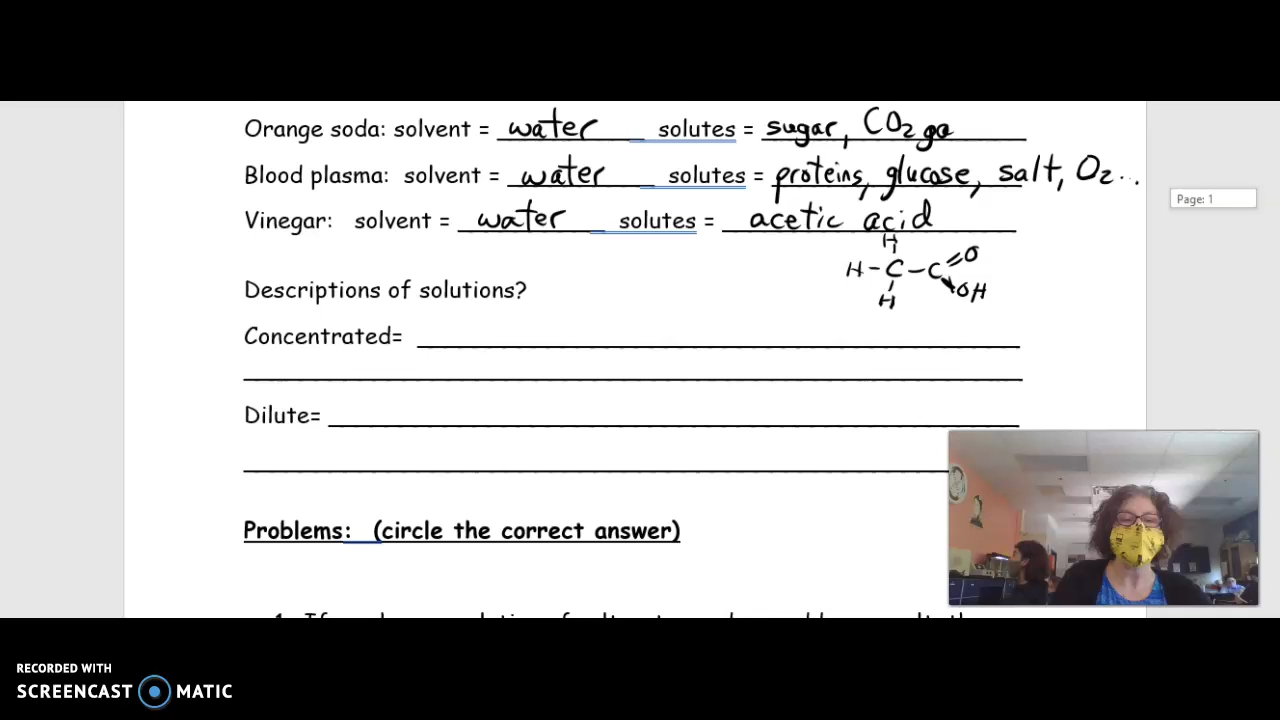 Orange soda: solvent = water solutes = sugar, CO2 ga
Blood plasma: solvent = water solutes = proteins, glucose, salt, O2...
Vinegar: solvent = water solutes = acetic acid
Page: 1
H
H - C - C = O
H OH
Descriptions of solutions?
Concentrated=
Dilute=
Problems: (circle the correct answer)
RECORDED WITH
SCREENCAST MATIC